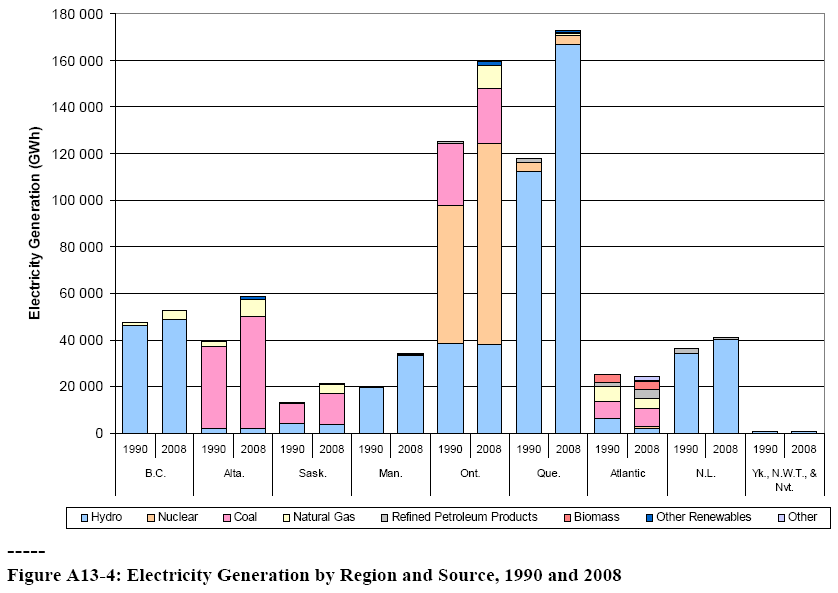 180 000
160 000
140 000
120 000
100 000
80 000
60 000
40 000
20 000
0
Electricity Generation (GWh)
1990 2008 1990 2008 1990 2008 1990 2008 1990 2008 1990 2008 1990 2008 1990 2008 1990 2008
B.C. Alta. Sask. Man. Ont. Que. Atlantic N.L. Yk., N.W.T., &
Nvt.
Hydro Nuclear Coal Natural Gas Refined Petroleum Products Biomass Other Renewables Other
-----
Figure A13-4: Electricity Generation by Region and Source, 1990 and 2008